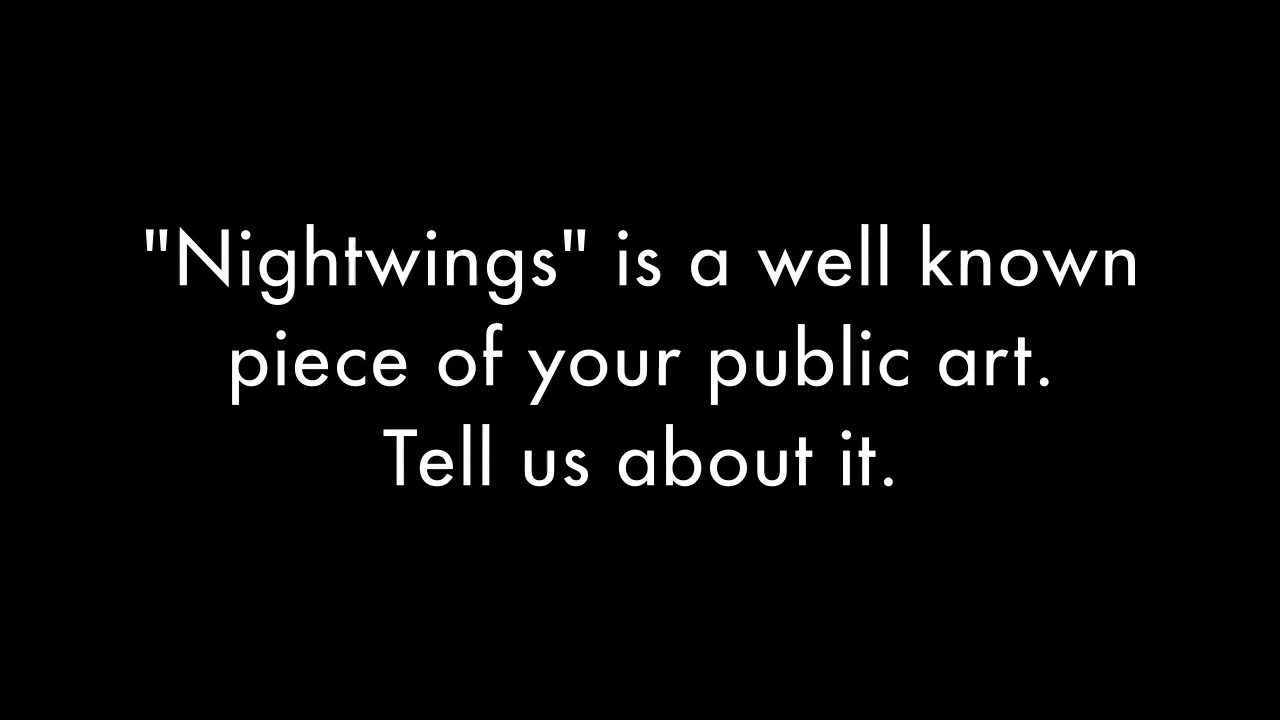 "Nightwings" is a well known
piece of your public art.
Tell us about it.